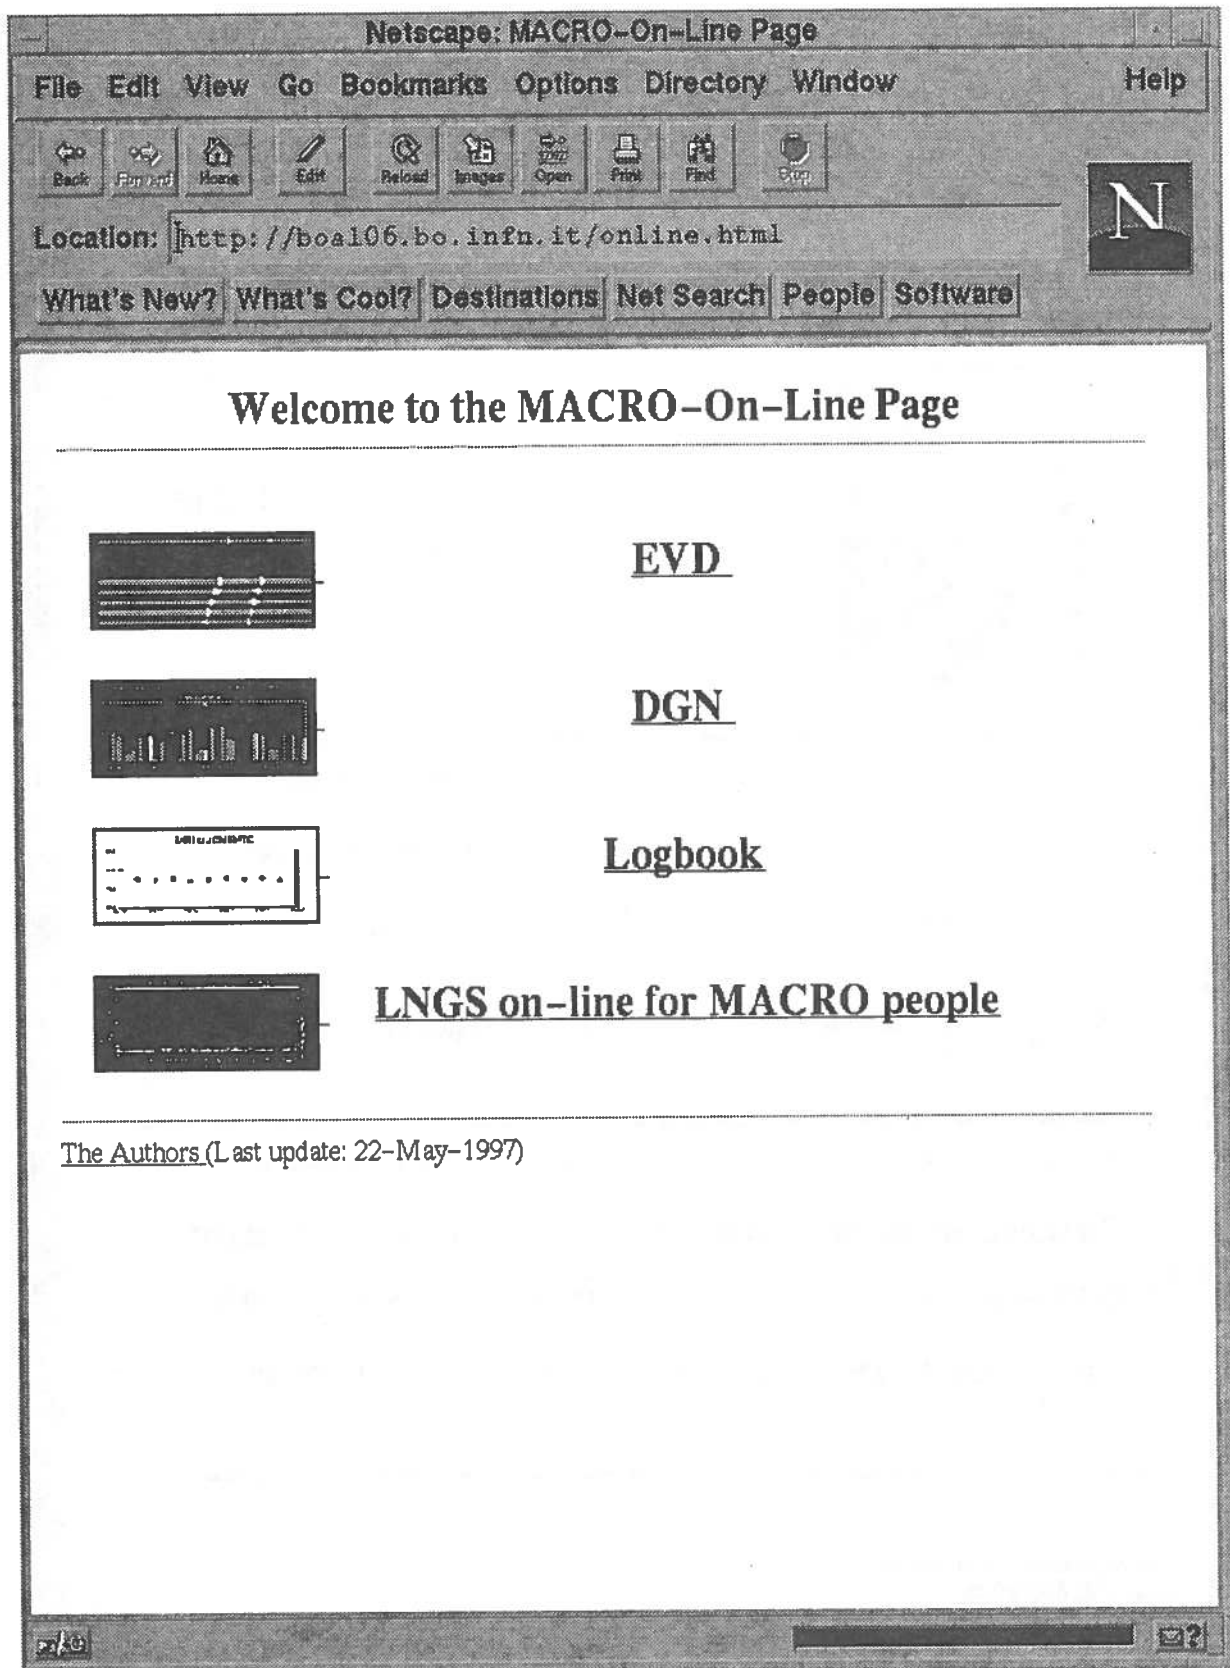 Netscape: MACRO-On-Line Page
File Edit View Go Bookmarks Options Directory Window Help
Back Forward Home Edit Reload Images Open Print Find Stop
N
Location: http://boal06.bo.infn.it/online.html
What's New? What's Cool? Destinations Net Search People Software
Welcome to the MACRO-On-Line Page
EVD
DGN
Logbook
LNGS on-line for MACRO people
The Authors (Last update: 22-May-1997)
?